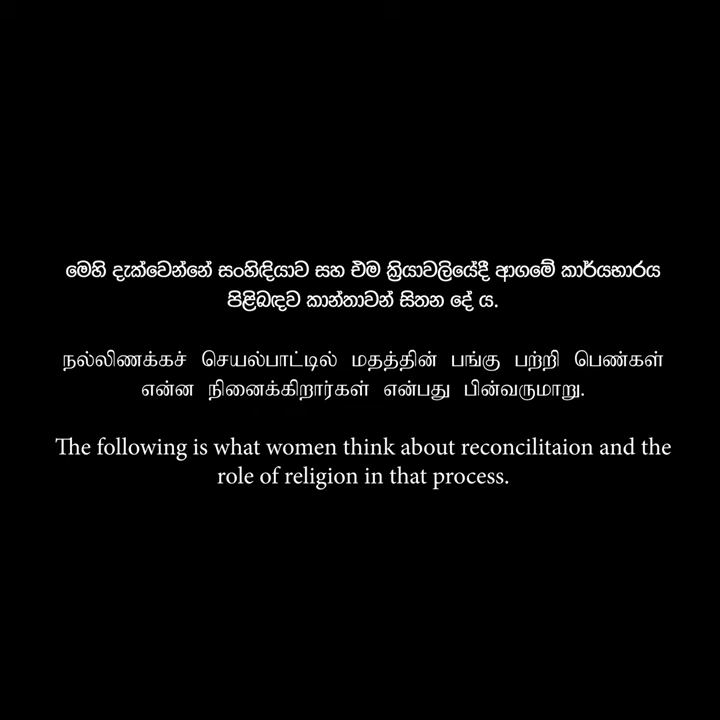 මෙහි දැක්වෙන්නේ සංහිඳියාව සහ එම ක්‍රියාවලියේදී ආගමේ කාර්යභාරය
පිළිබඳව කාන්තාවන් සිතන දේ ය.
நல்லிணக்கச் செயல்பாட்டில் மதத்தின் பங்கு பற்றி பெண்கள்
என்ன நினைக்கிறார்கள் என்பது பின்வருமாறு.
The following is what women think about reconcilitaion and the
role of religion in that process.